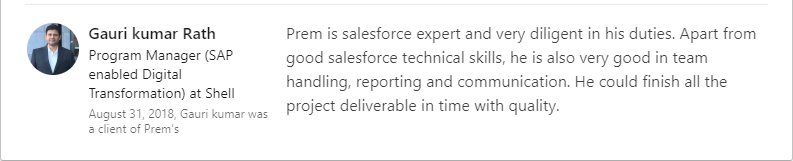 Gauri kumar Rath
Program Manager (SAP
enabled Digital
Transformation) at Shell
August 31, 2018, Gauri kumar was
a client of Prem's
Prem is salesforce expert and very diligent in his duties. Apart from
good salesforce technical skills, he is also very good in team
handling, reporting and communication. He could finish all the
project deliverable in time with quality.